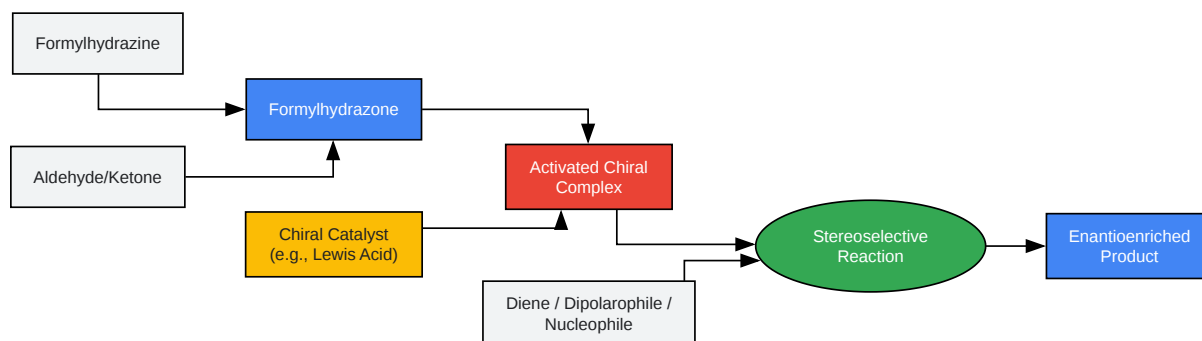 Formylhydrazine
Formylhydrazone
Aldehyde/Ketone
Activated Chiral
Complex
Chiral Catalyst
(e.g., Lewis Acid)
Stereoselective
Reaction
Enantioenriched
Product
Diene / Dipolarophile /
Nucleophile